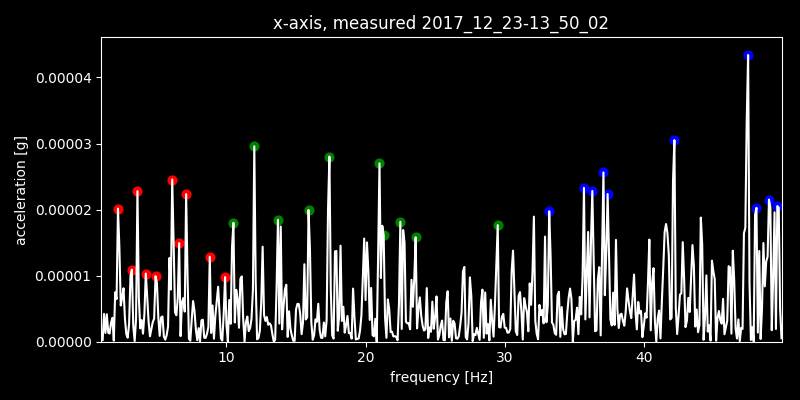 x-axis, measured 2017_12_23-13_50_02
0.00004
0.00003
0.00002
0.00001
0.00000
acceleration [g]
10 20 30 40
frequency [Hz]